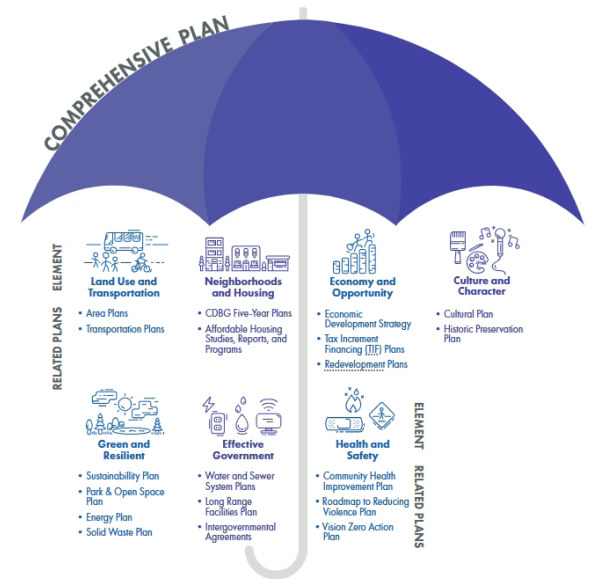 COMPREHENSIVE PLAN
RELATED PLANS ELEMENT
Land Use and
Transportation
• Area Plans
• Transportation Plans
Neighborhoods
and Housing
• CDBG Five-Year Plans
• Affordable Housing
Studies, Reports, and
Programs
Economy and
Opportunity
• Economic
Development Strategy
• Tax Increment
Financing (TIF) Plans
• Redevelopment Plans
Culture and
Character
• Cultural Plan
• Historic Preservation
Plan
Green and
Resilient
• Sustainabillity Plan
• Park & Open Space
Plan
• Energy Plan
• Solid Waste Plan
Effective
Government
• Water and Sewer
System Plans
• Long Range
Facilities Plan
• Intergovernmental
Agreements
Health and
Safety
• Community Health
Improvement Plan
• Roadmap to Reducing
Violence Plan
• Vision Zero Action
Plan
ELEMENT RELATED PLANS